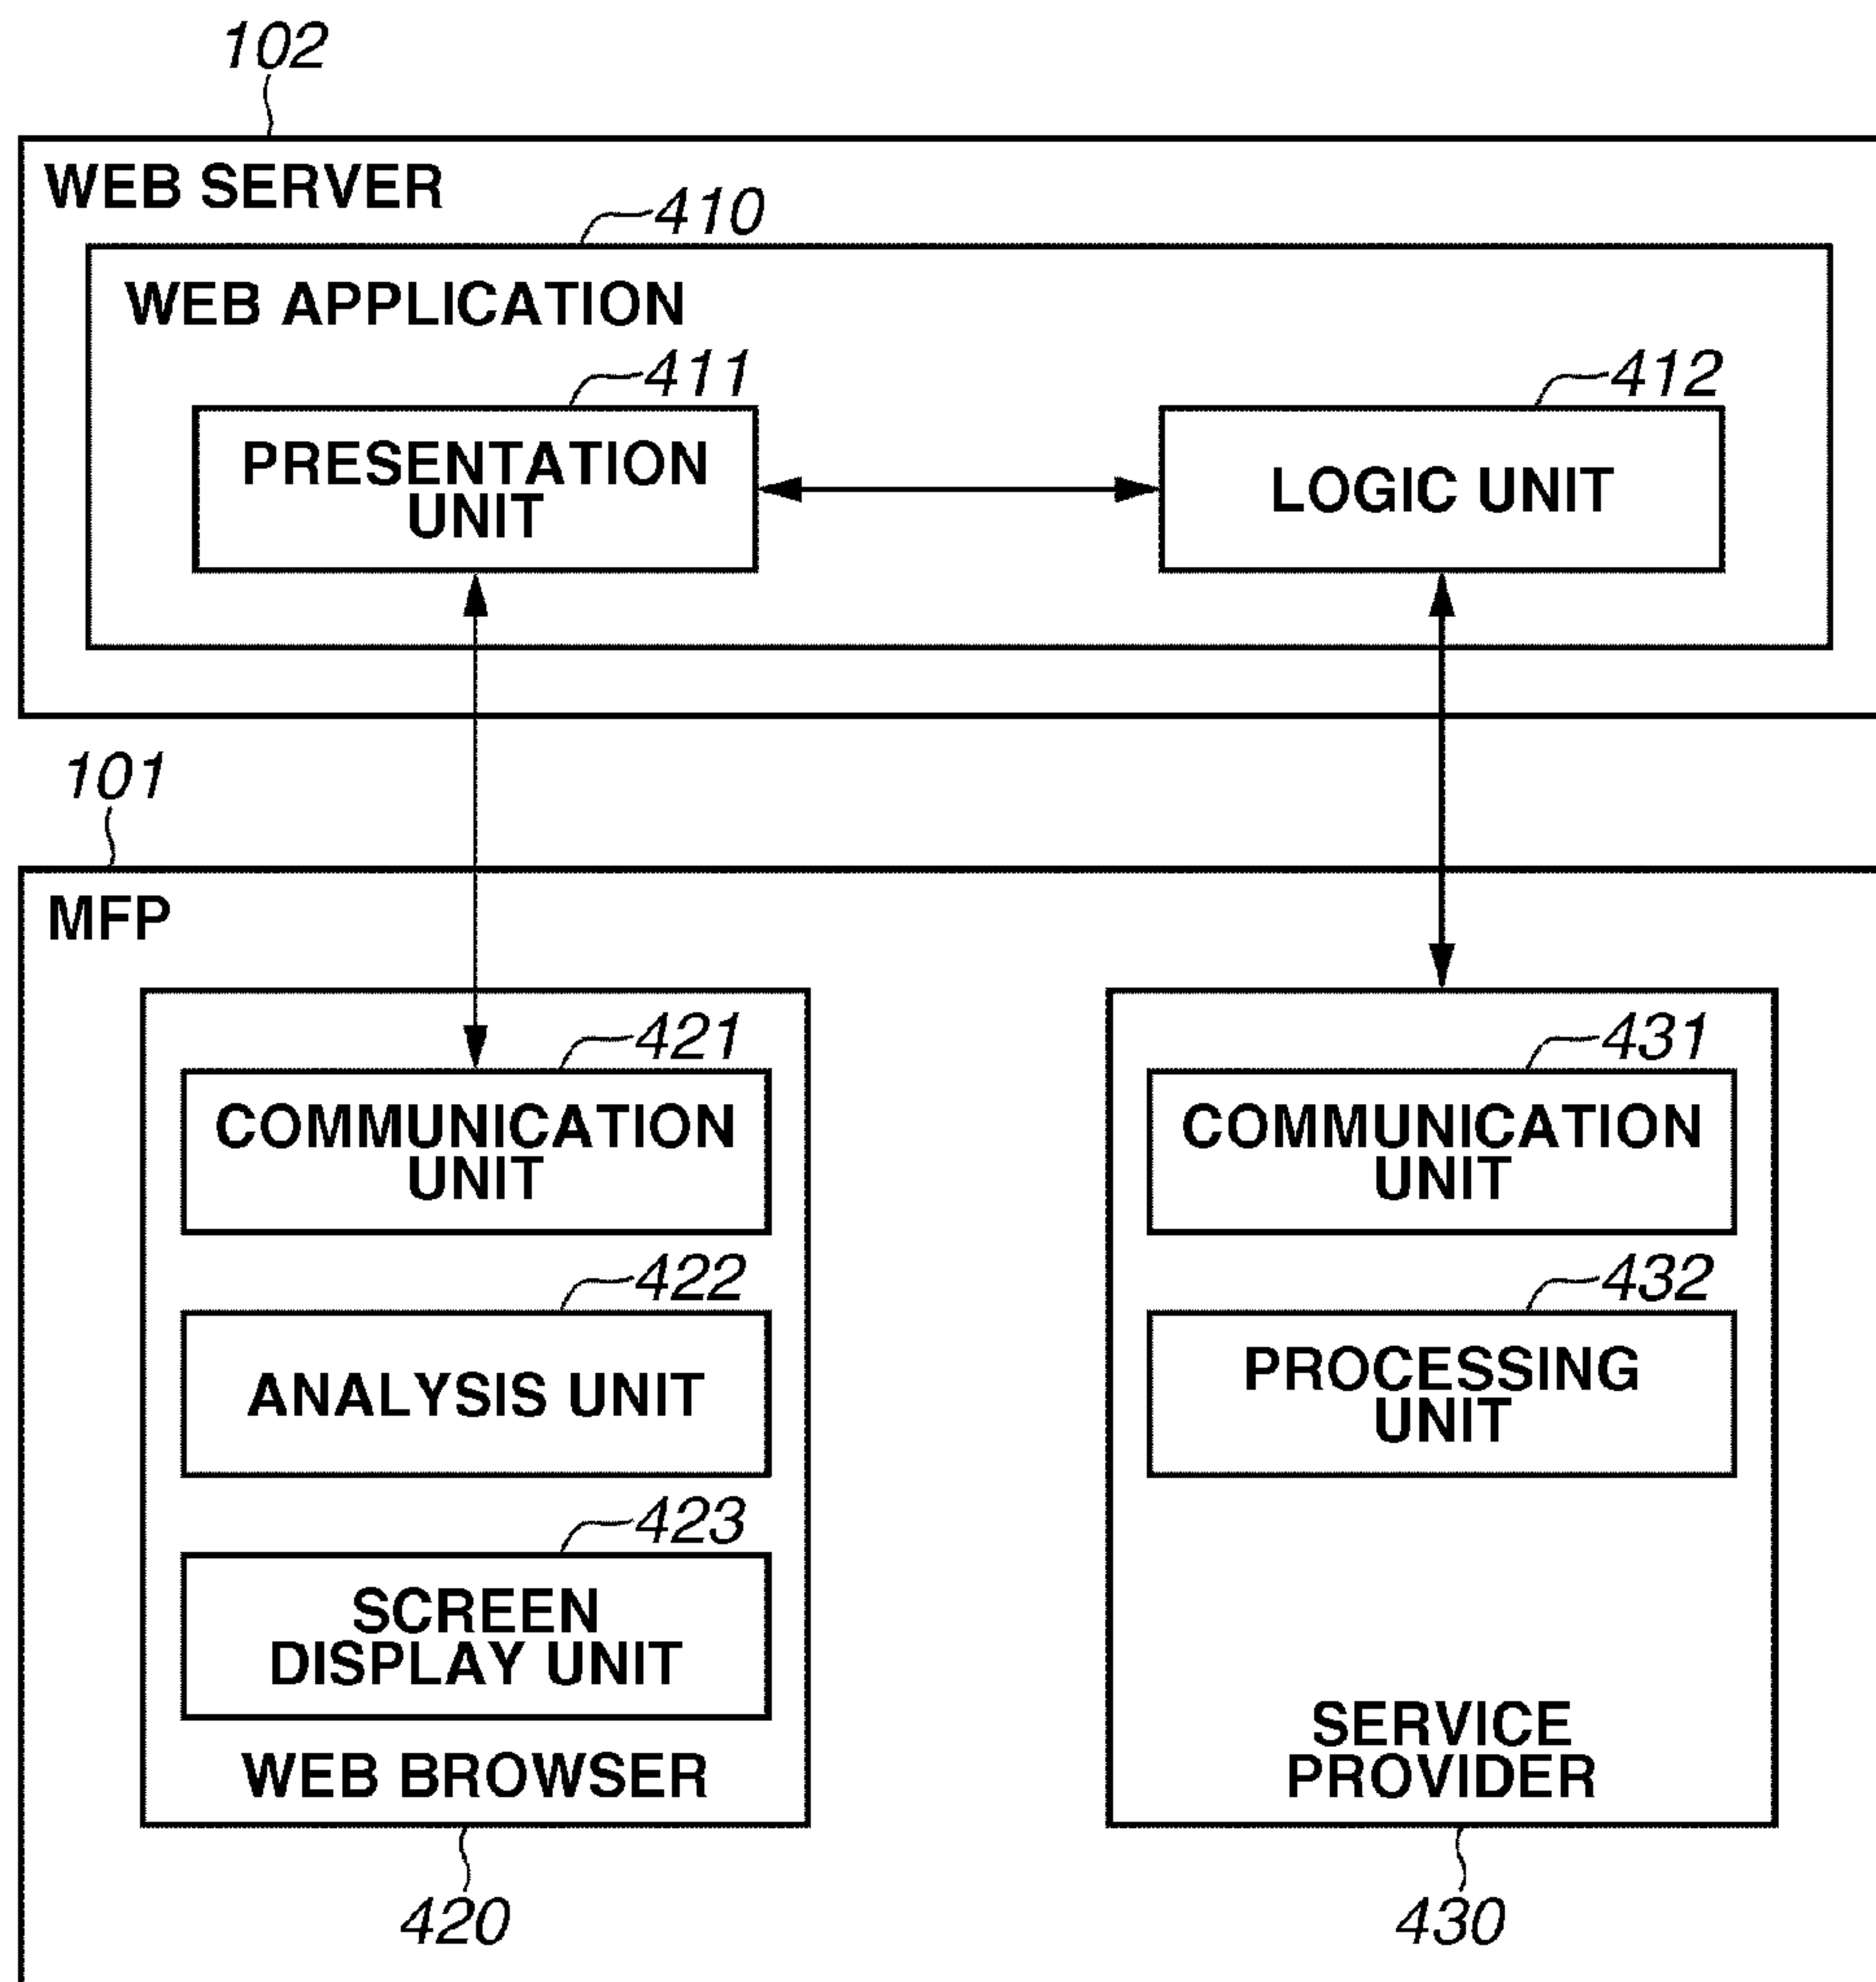 102
WEB SERVER
410
WEB APPLICATION
411
412
PRESENTATION
UNIT
LOGIC UNIT
101
MFP
421
COMMUNICATION
UNIT
422
ANALYSIS UNIT
423
SCREEN
DISPLAY UNIT
WEB BROWSER
420
431
COMMUNICATION
UNIT
432
PROCESSING
UNIT
SERVICE
PROVIDER
430